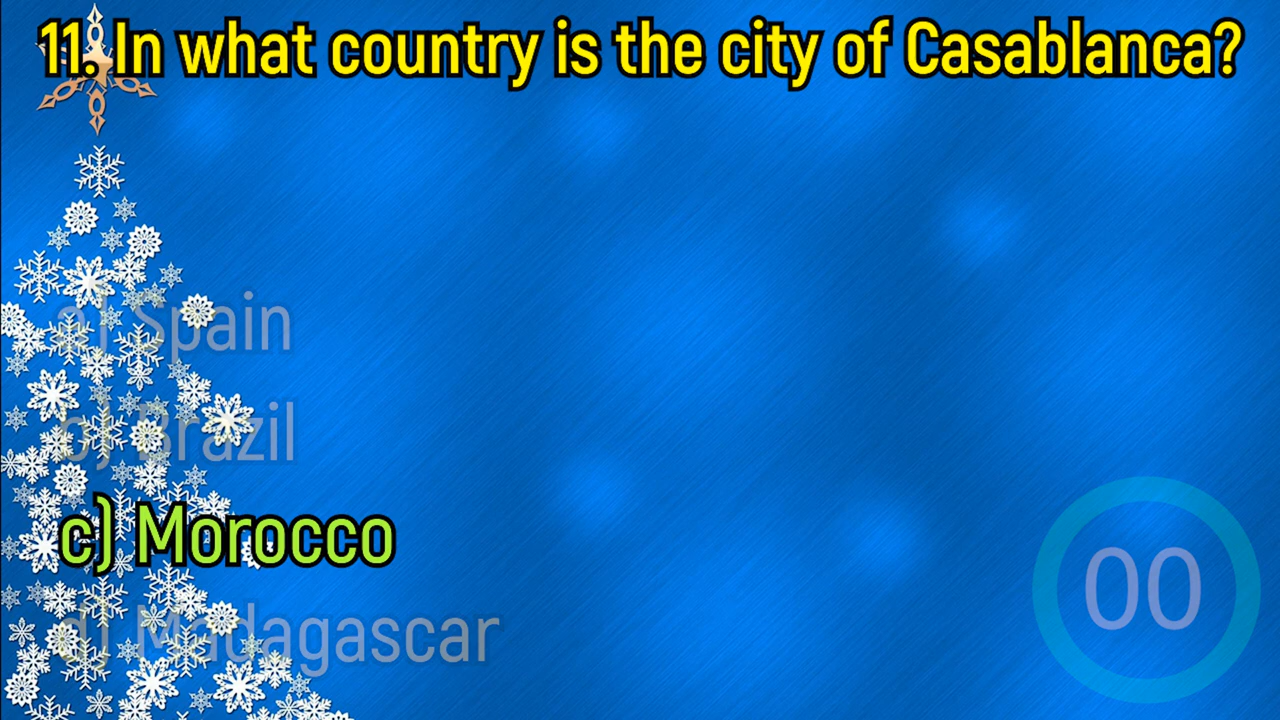 11. In what country is the city of Casablanca?
a) Spain
b) Brazil
c) Morocco
d) Madagascar
00